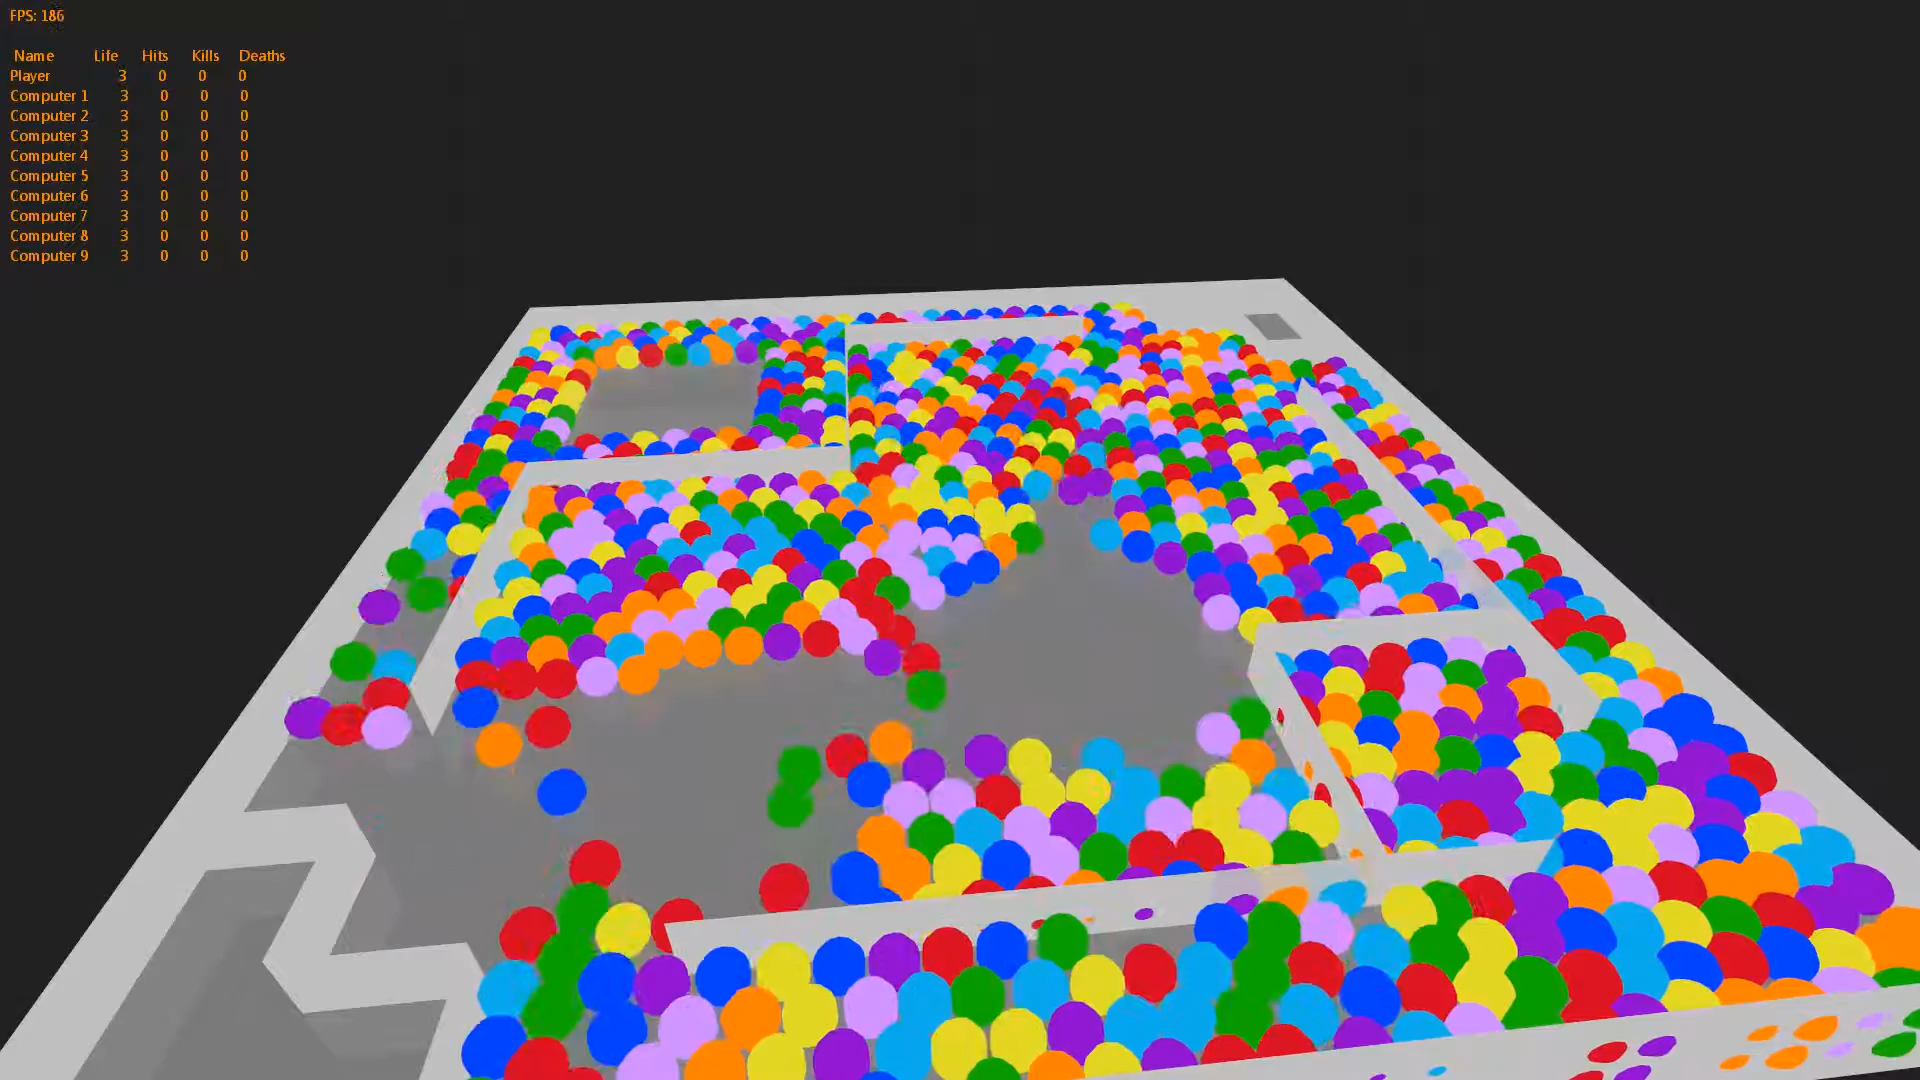 FPS: 186
Name Life Hits Kills Deaths
Player 3 0 0 0
Computer 1 3 0 0 0
Computer 2 3 0 0 0
Computer 3 3 0 0 0
Computer 4 3 0 0 0
Computer 5 3 0 0 0
Computer 6 3 0 0 0
Computer 7 3 0 0 0
Computer 8 3 0 0 0
Computer 9 3 0 0 0